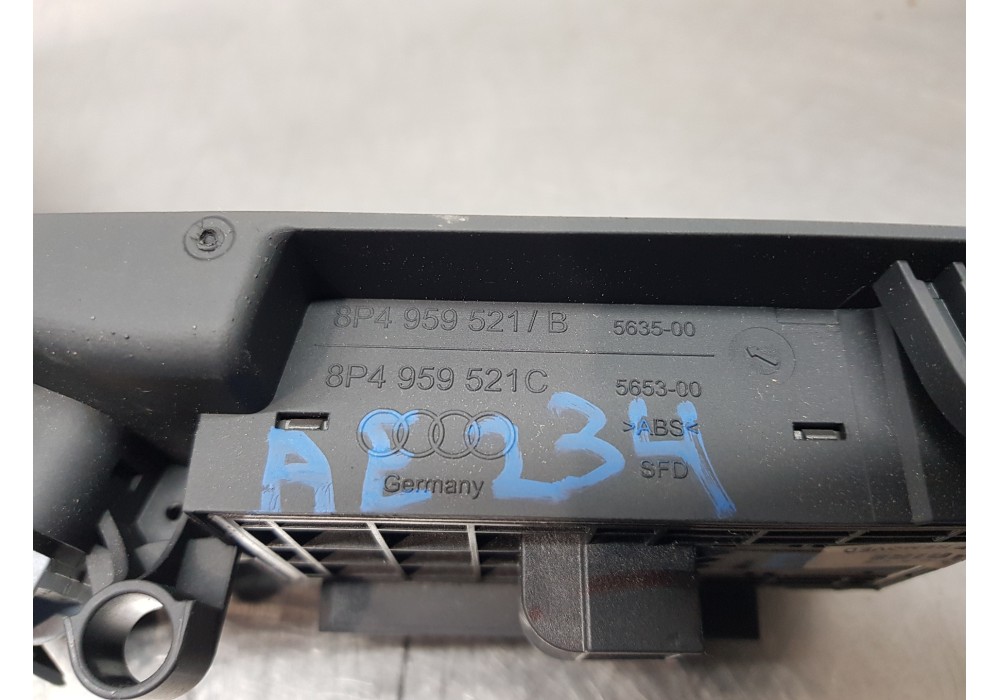 8P4 959 521/ B 5635-00
8P4 959 521C 5653-00
>ABS<
AE234
Germany SFD